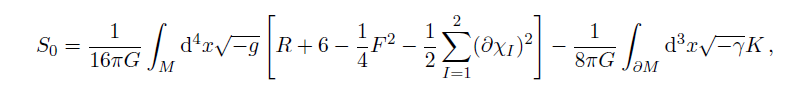 S_0 = \frac{1}{16\pi G} \int_M \mathrm{d}^4x \sqrt{-g} \left[ R + 6 - \frac{1}{4} F^2 - \frac{1}{2} \sum_{I=1}^{2} (\partial \chi_I)^2 \right] - \frac{1}{8\pi G} \int_{\partial M} \mathrm{d}^3x \sqrt{-\gamma} K \,,